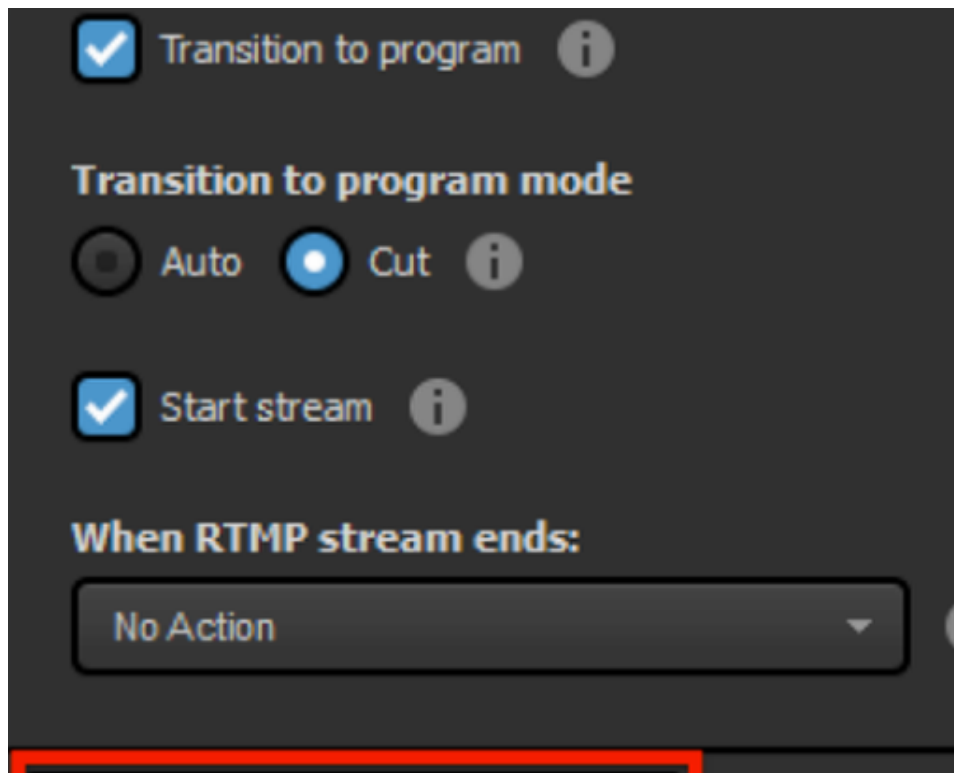 Transition to program
Transition to program mode
Auto Cut
Start stream
When RTMP stream ends:
No Action